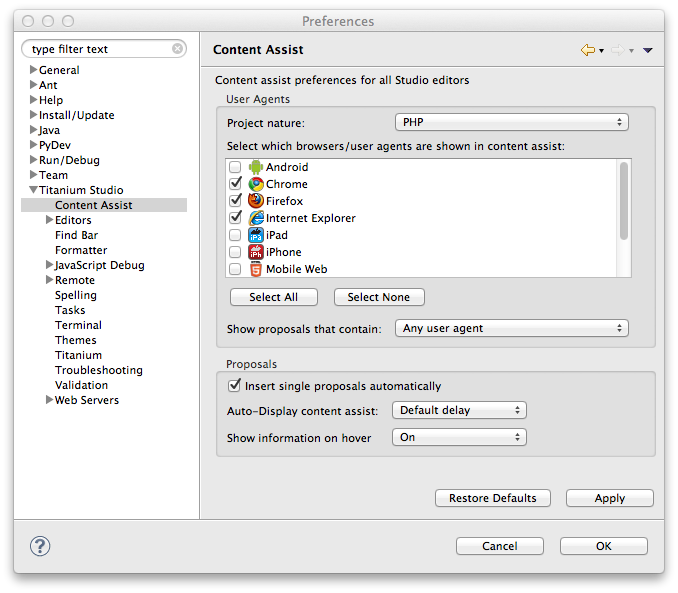 Preferences
type filter text
General
Ant
Help
Install/Update
Java
PyDev
Run/Debug
Team
Titanium Studio
Content Assist
Editors
Find Bar
Formatter
JavaScript Debug
Remote
Spelling
Tasks
Terminal
Themes
Titanium
Troubleshooting
Validation
Web Servers
Content Assist
Content assist preferences for all Studio editors
User Agents
Project nature: PHP
Select which browsers/user agents are shown in content assist:
Android
Chrome
Firefox
Internet Explorer
iPa iPad
iPh iPhone
Mobile Web
Select All Select None
Show proposals that contain: Any user agent
Proposals
Insert single proposals automatically
Auto-Display content assist: Default delay
Show information on hover On
Restore Defaults Apply
? Cancel OK